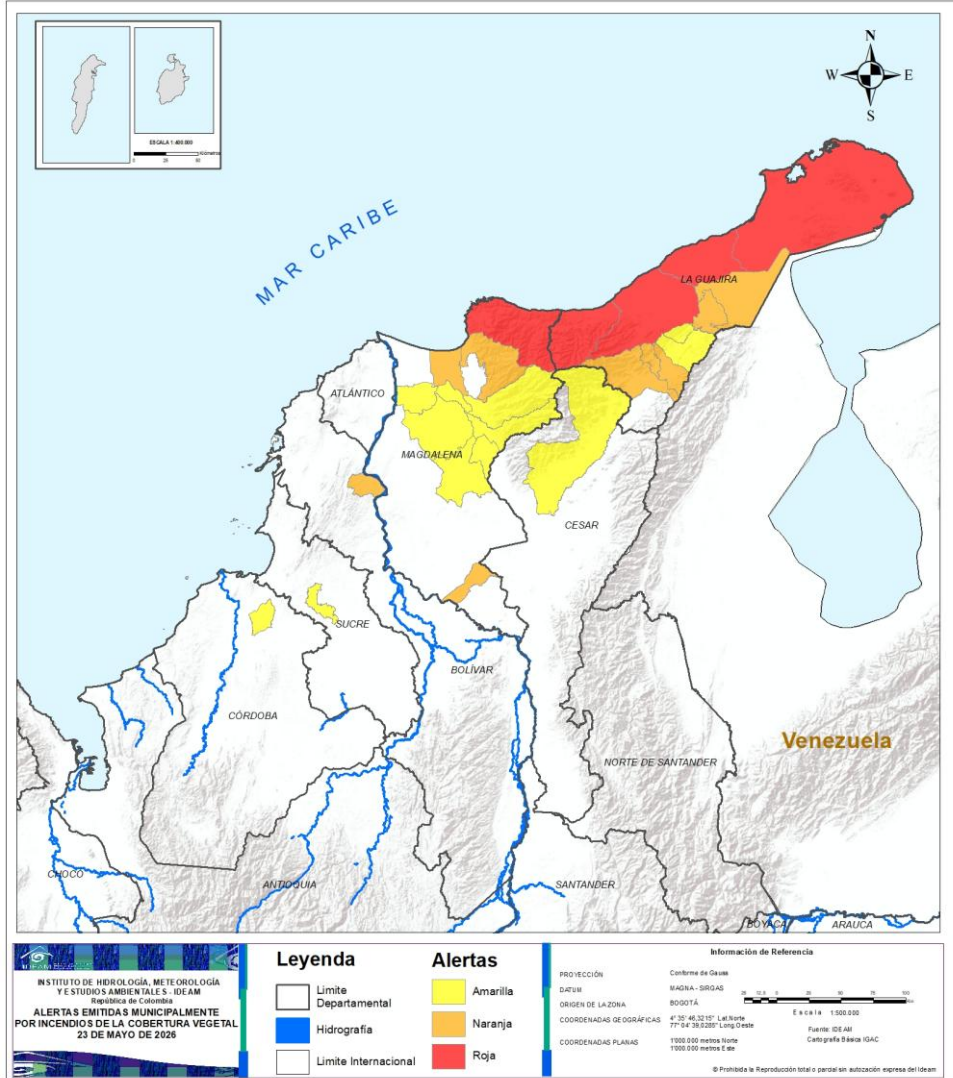 ESCALA 1:400.000
Kilómetros
0 25 50
N
W E
S
MAR CARIBE
LA GUAJIRA
ATLÁNTICO
MAGDALENA
CESAR
SUCRE
BOLÍVAR
CÓRDOBA
Venezuela
NORTE DE SANTANDER
ANTIOQUIA
CHOCÓ
SANTANDER
BOYACÁ
ARAUCA
IDEAM
INSTITUTO DE HIDROLOGÍA, METEOROLOGÍA
Y ESTUDIOS AMBIENTALES - IDEAM
República de Colombia
ALERTAS EMITIDAS MUNICIPALMENTE
POR INCENDIOS DE LA COBERTURA VEGETAL
23 DE MAYO DE 2026
Leyenda
Limite
Departamental
Hidrografía
Limite Internacional
Alertas
Amarilla
Naranja
Roja
Información de Referencia
PROYECCIÓN Conforme de Gauss
DATUM MAGNA - SIRGAS
ORIGEN DE LA ZONA BOGOTÁ
COORDENADAS GEOGRÁFICAS 4° 35' 46,3215" Lat.Norte
77° 04' 39,0285" Long.Oeste
COORDENADAS PLANAS 1'000.000 metros Norte
1'000.000 metros Este
Escala 1:500.000
Fuente: IDEAM
Cartografía Básica IGAC
© Prohibida la Reproducción total o parcial sin autozación expresa del Ideam